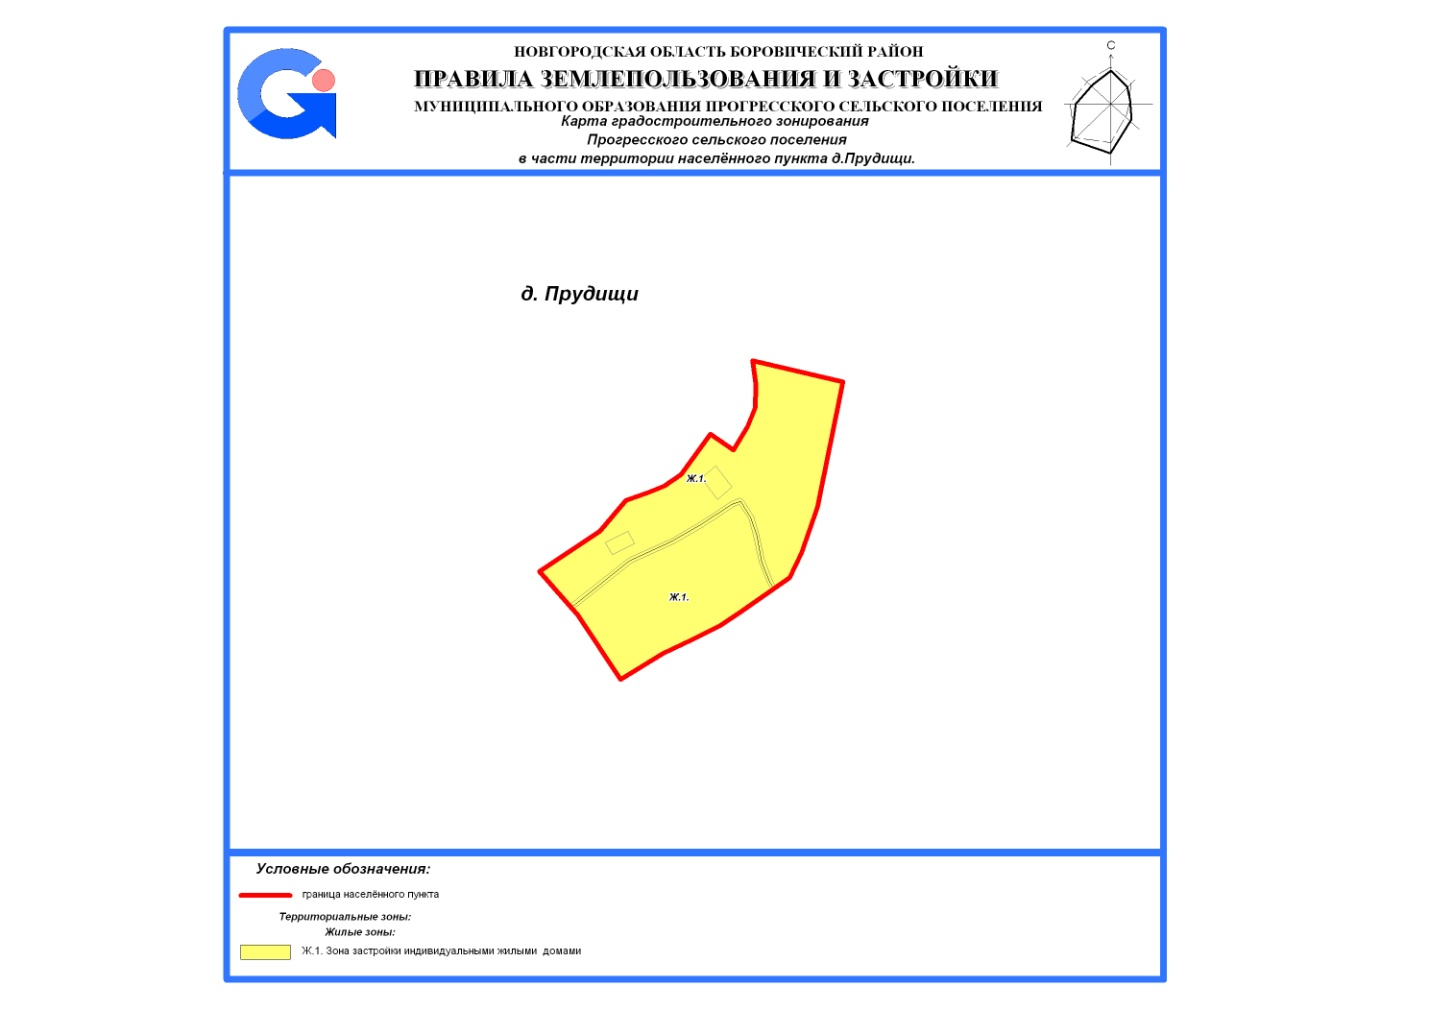 НОВГОРОДСКАЯ ОБЛАСТЬ БОРОВИЧЕСКИЙ РАЙОН
ПРАВИЛА ЗЕМЛЕПОЛЬЗОВАНИЯ И ЗАСТРОЙКИ
МУНИЦИПАЛЬНОГО ОБРАЗОВАНИЯ ПРОГРЕССКОГО СЕЛЬСКОГО ПОСЕЛЕНИЯ
Карта градостроительного зонирования
Прогресского сельского поселения
в части территории населённого пункта д.Прудищи.
С
д. Прудищи
Ж.1.
Ж.1.
Условные обозначения:
граница населённого пункта
Территориальные зоны:
Жилые зоны:
Ж.1. Зона застройки индивидуальными жилыми домами